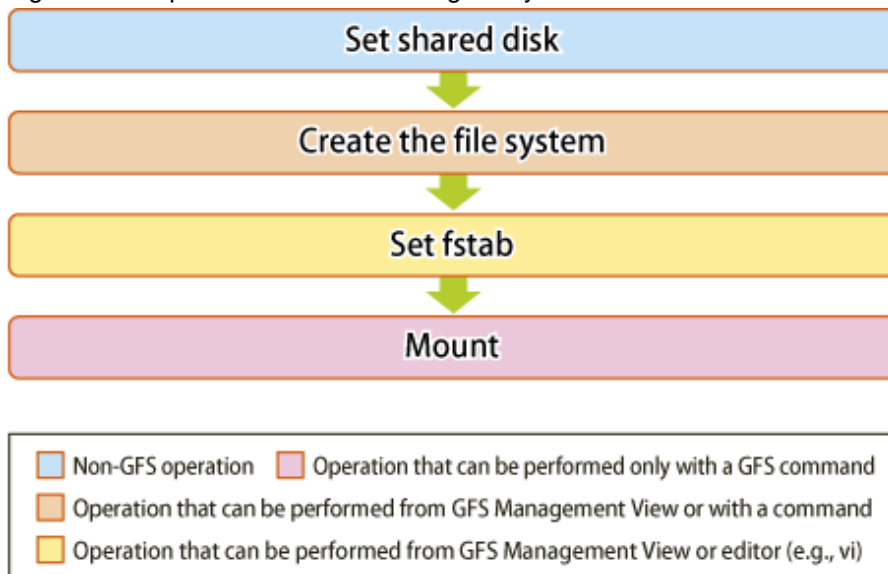 Set shared disk
Create the file system
Set fstab
Mount
Non-GFS operation Operation that can be performed only with a GFS command
Operation that can be performed from GFS Management View or with a command
Operation that can be performed from GFS Management View or editor (e.g., vi)